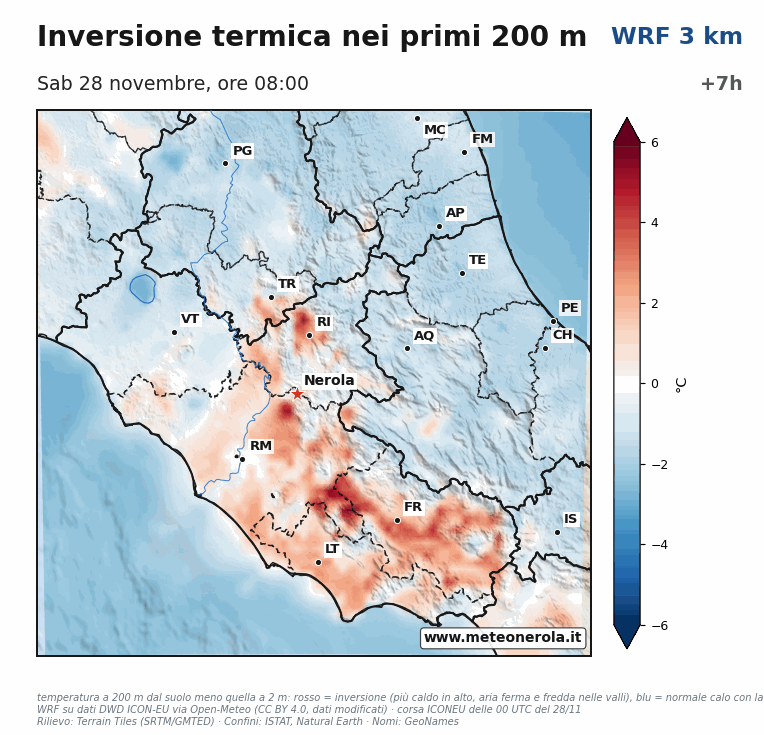 Inversione termica nei primi 200 m WRF 3 km
Sab 28 novembre, ore 08:00 +7h
MC
FM
PG
AP
TE
TR
PE
VT
RI
CH
AQ
Nerola
RM
FR
IS
LT
6
4
2
0
−2
−4
−6
°C
www.meteonerola.it
temperatura a 200 m dal suolo meno quella a 2 m: rosso = inversione (più caldo in alto, aria ferma e fredda nelle valli), blu = normale calo con la
WRF su dati DWD ICON-EU via Open-Meteo (CC BY 4.0, dati modificati) · corsa ICONEU delle 00 UTC del 28/11
Rilievo: Terrain Tiles (SRTM/GMTED) · Confini: ISTAT, Natural Earth · Nomi: GeoNames